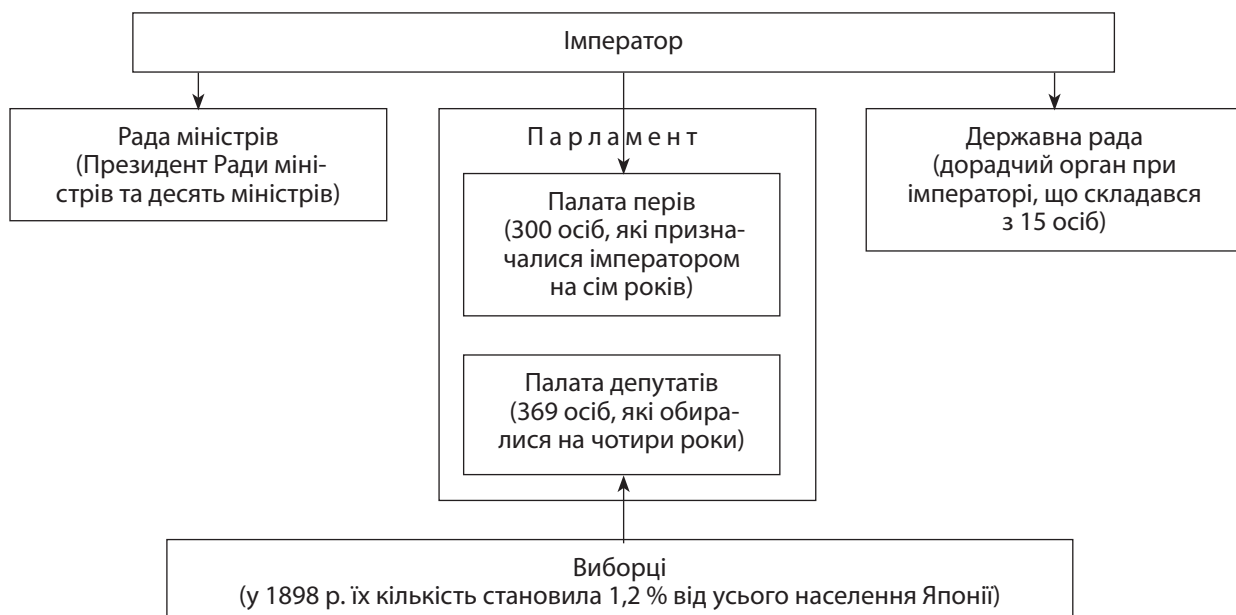 Імператор
Рада міністрів
(Президент Ради міні-
стрів та десять міністрів)
Парламент
Палата перів
(300 осіб, які призна-
чалися імператором
на сім років)
Палата депутатів
(369 осіб, які обира-
лися на чотири роки)
Державна рада
(дорадчий орган при
імператорі, що складався
з 15 осіб)
Виборці
(у 1898 р. їх кількість становила 1,2 % від усього населення Японії)